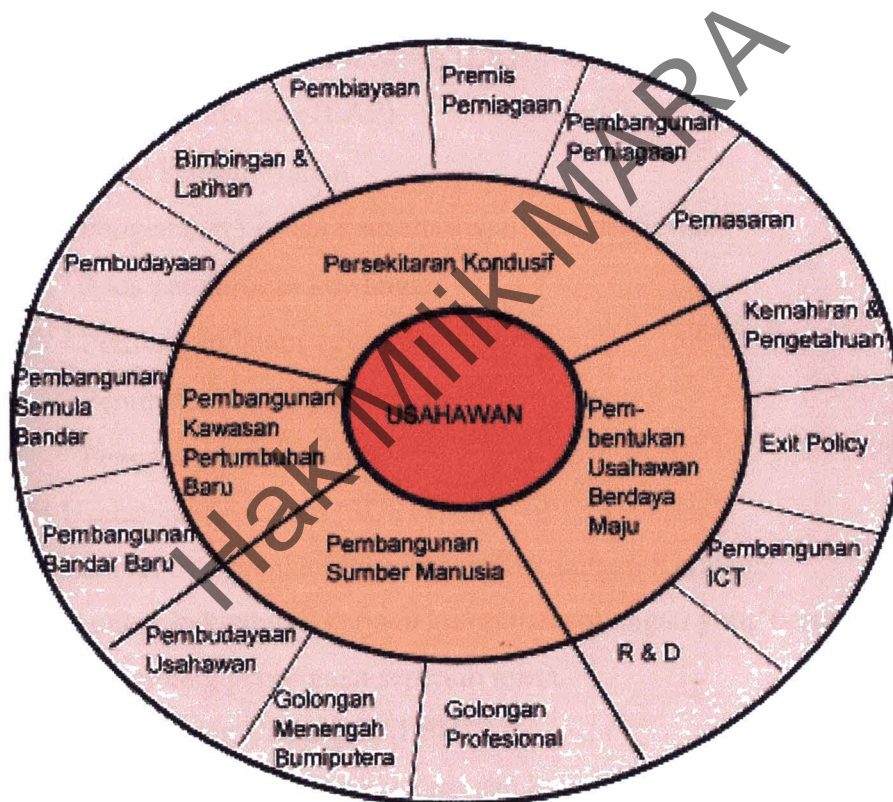 Pembiayaan
Premis
Perniagaan
Pembangunan
Perniagaan
Pemasaran
Bimbingan &
Latihan
Pembudayaan
Persekitaran Kondusif
Kemahiran &
Pengetahuan
Exit Policy
Pembangunan
ICT
R & D
Pem-
bentukan
Usahawan
Berdaya
Maju
USAHAWAN
Pembangunan
Kawasan
Pertumbuhan
Baru
Pembangunan
Semula
Bandar
Pembangunan
Bandar Baru
Pembangunan
Sumber Manusia
Pembudayaan
Usahawan
Golongan
Menengah
Bumiputera
Golongan
Profesional
Hak Milik MARA